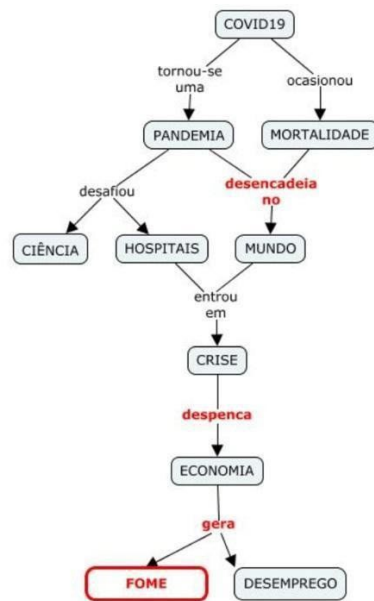 COVID19
tornou-se
uma
ocasionou
PANDEMIA
MORTALIDADE
desafiou
desencadeia
no
CIÊNCIA
HOSPITAIS
MUNDO
entrou
em
CRISE
despenca
ECONOMIA
gera
FOME
DESEMPREGO